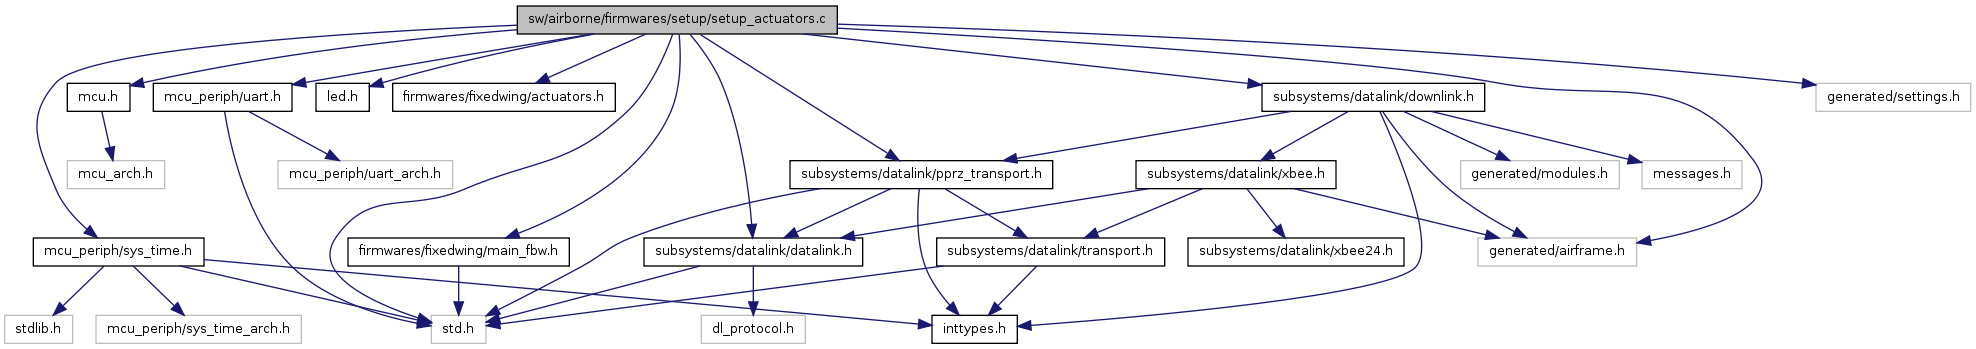 sw/airborne/firmwares/setup/setup_actuators.c
mcu.h
mcu_periph/uart.h
led.h
firmwares/fixedwing/actuators.h
subsystems/datalink/downlink.h
generated/settings.h
mcu_arch.h
mcu_periph/uart_arch.h
subsystems/datalink/pprz_transport.h
subsystems/datalink/xbee.h
generated/modules.h
messages.h
mcu_periph/sys_time.h
firmwares/fixedwing/main_fbw.h
subsystems/datalink/datalink.h
subsystems/datalink/transport.h
subsystems/datalink/xbee24.h
generated/airframe.h
stdlib.h
mcu_periph/sys_time_arch.h
std.h
dl_protocol.h
inttypes.h